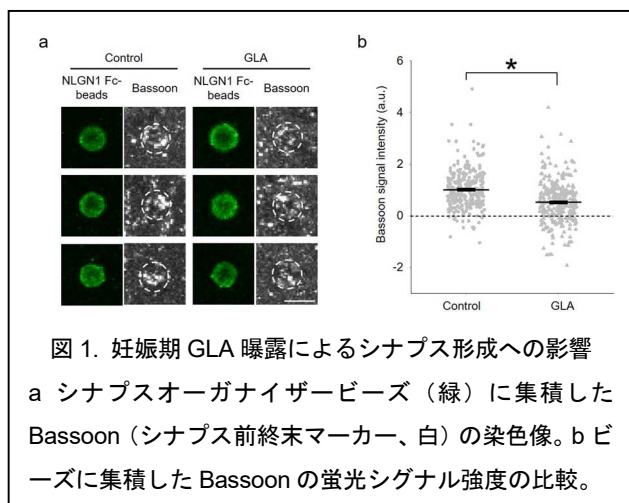 a
b
Control
GLA
NLGN1 Fc-
beads
Bassoon
NLGN1 Fc-
beads
Bassoon
Bassoon signal intensity (a.u.)
6
4
2
0
-2
*
Control
GLA
図 1. 妊娠期 GLA 曝露によるシナプス形成への影響
a シナプスオーガナイザービーズ（緑）に集積した
Bassoon（シナプス前終末マーカー、白）の染色像。b ビ
ーズに集積した Bassoon の蛍光シグナル強度の比較。